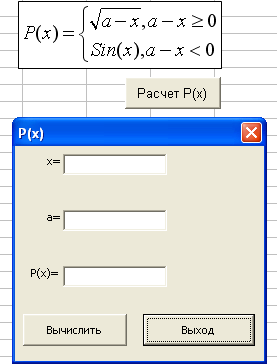 P(x) = { √a − x, a − x ≥ 0
Sin(x), a − x < 0
Расчет P(x)
P(x)
x=
a=
P(x)=
Вычислить Выход